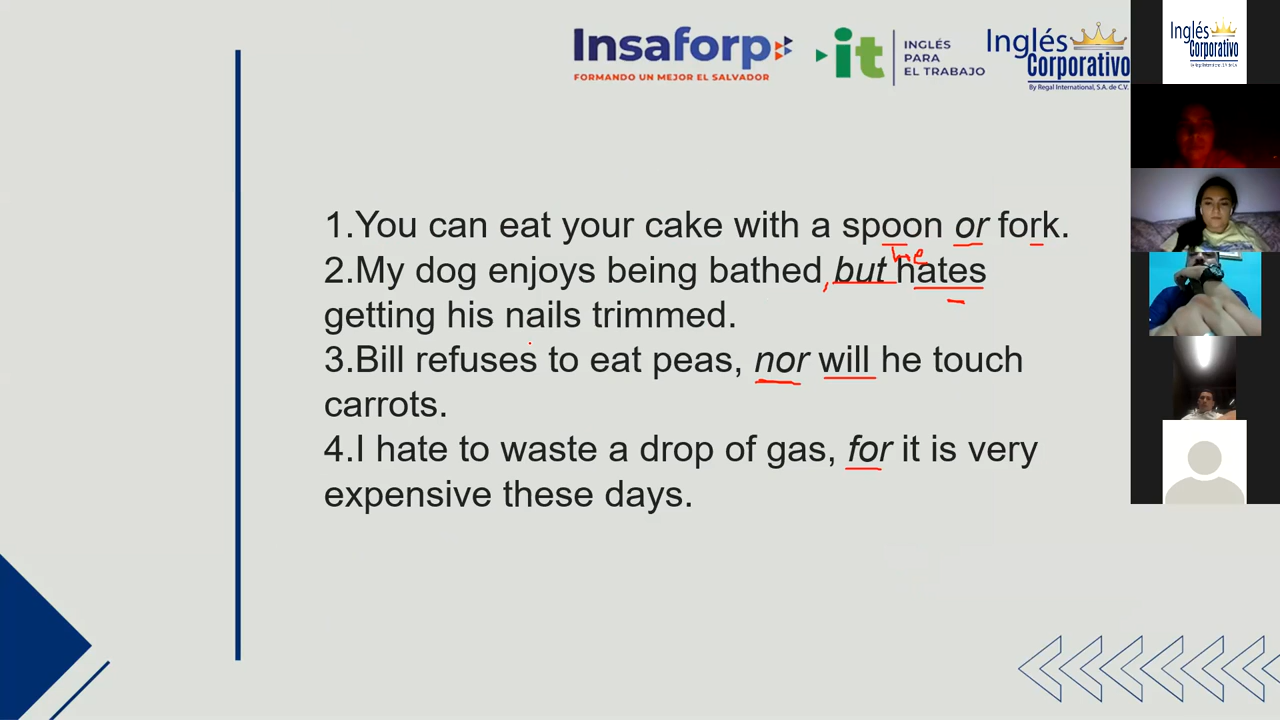 Insaforp
FORMANDO UN MEJOR EL SALVADOR
it
INGLÉS
PARA
EL TRABAJO
Inglés
Corporativo
By Regal International, S.A. de C.V.
Inglés
Corporativo
1.You can eat your cake with a spoon or fork.
he
2.My dog enjoys being bathed, but hates
getting his nails trimmed.
3.Bill refuses to eat peas, nor will he touch
carrots.
4.I hate to waste a drop of gas, for it is very
expensive these days.